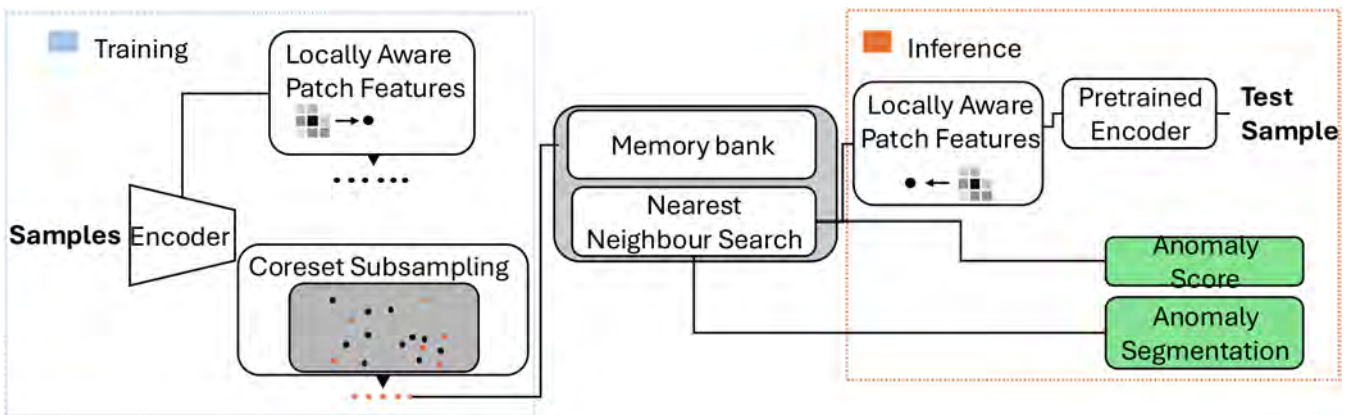 Training
Locally Aware
Patch Features
Samples
Encoder
Coreset Subsampling
Memory bank
Nearest
Neighbour Search
Inference
Locally Aware
Patch Features
Pretrained
Encoder
Test
Sample
Anomaly
Score
Anomaly
Segmentation